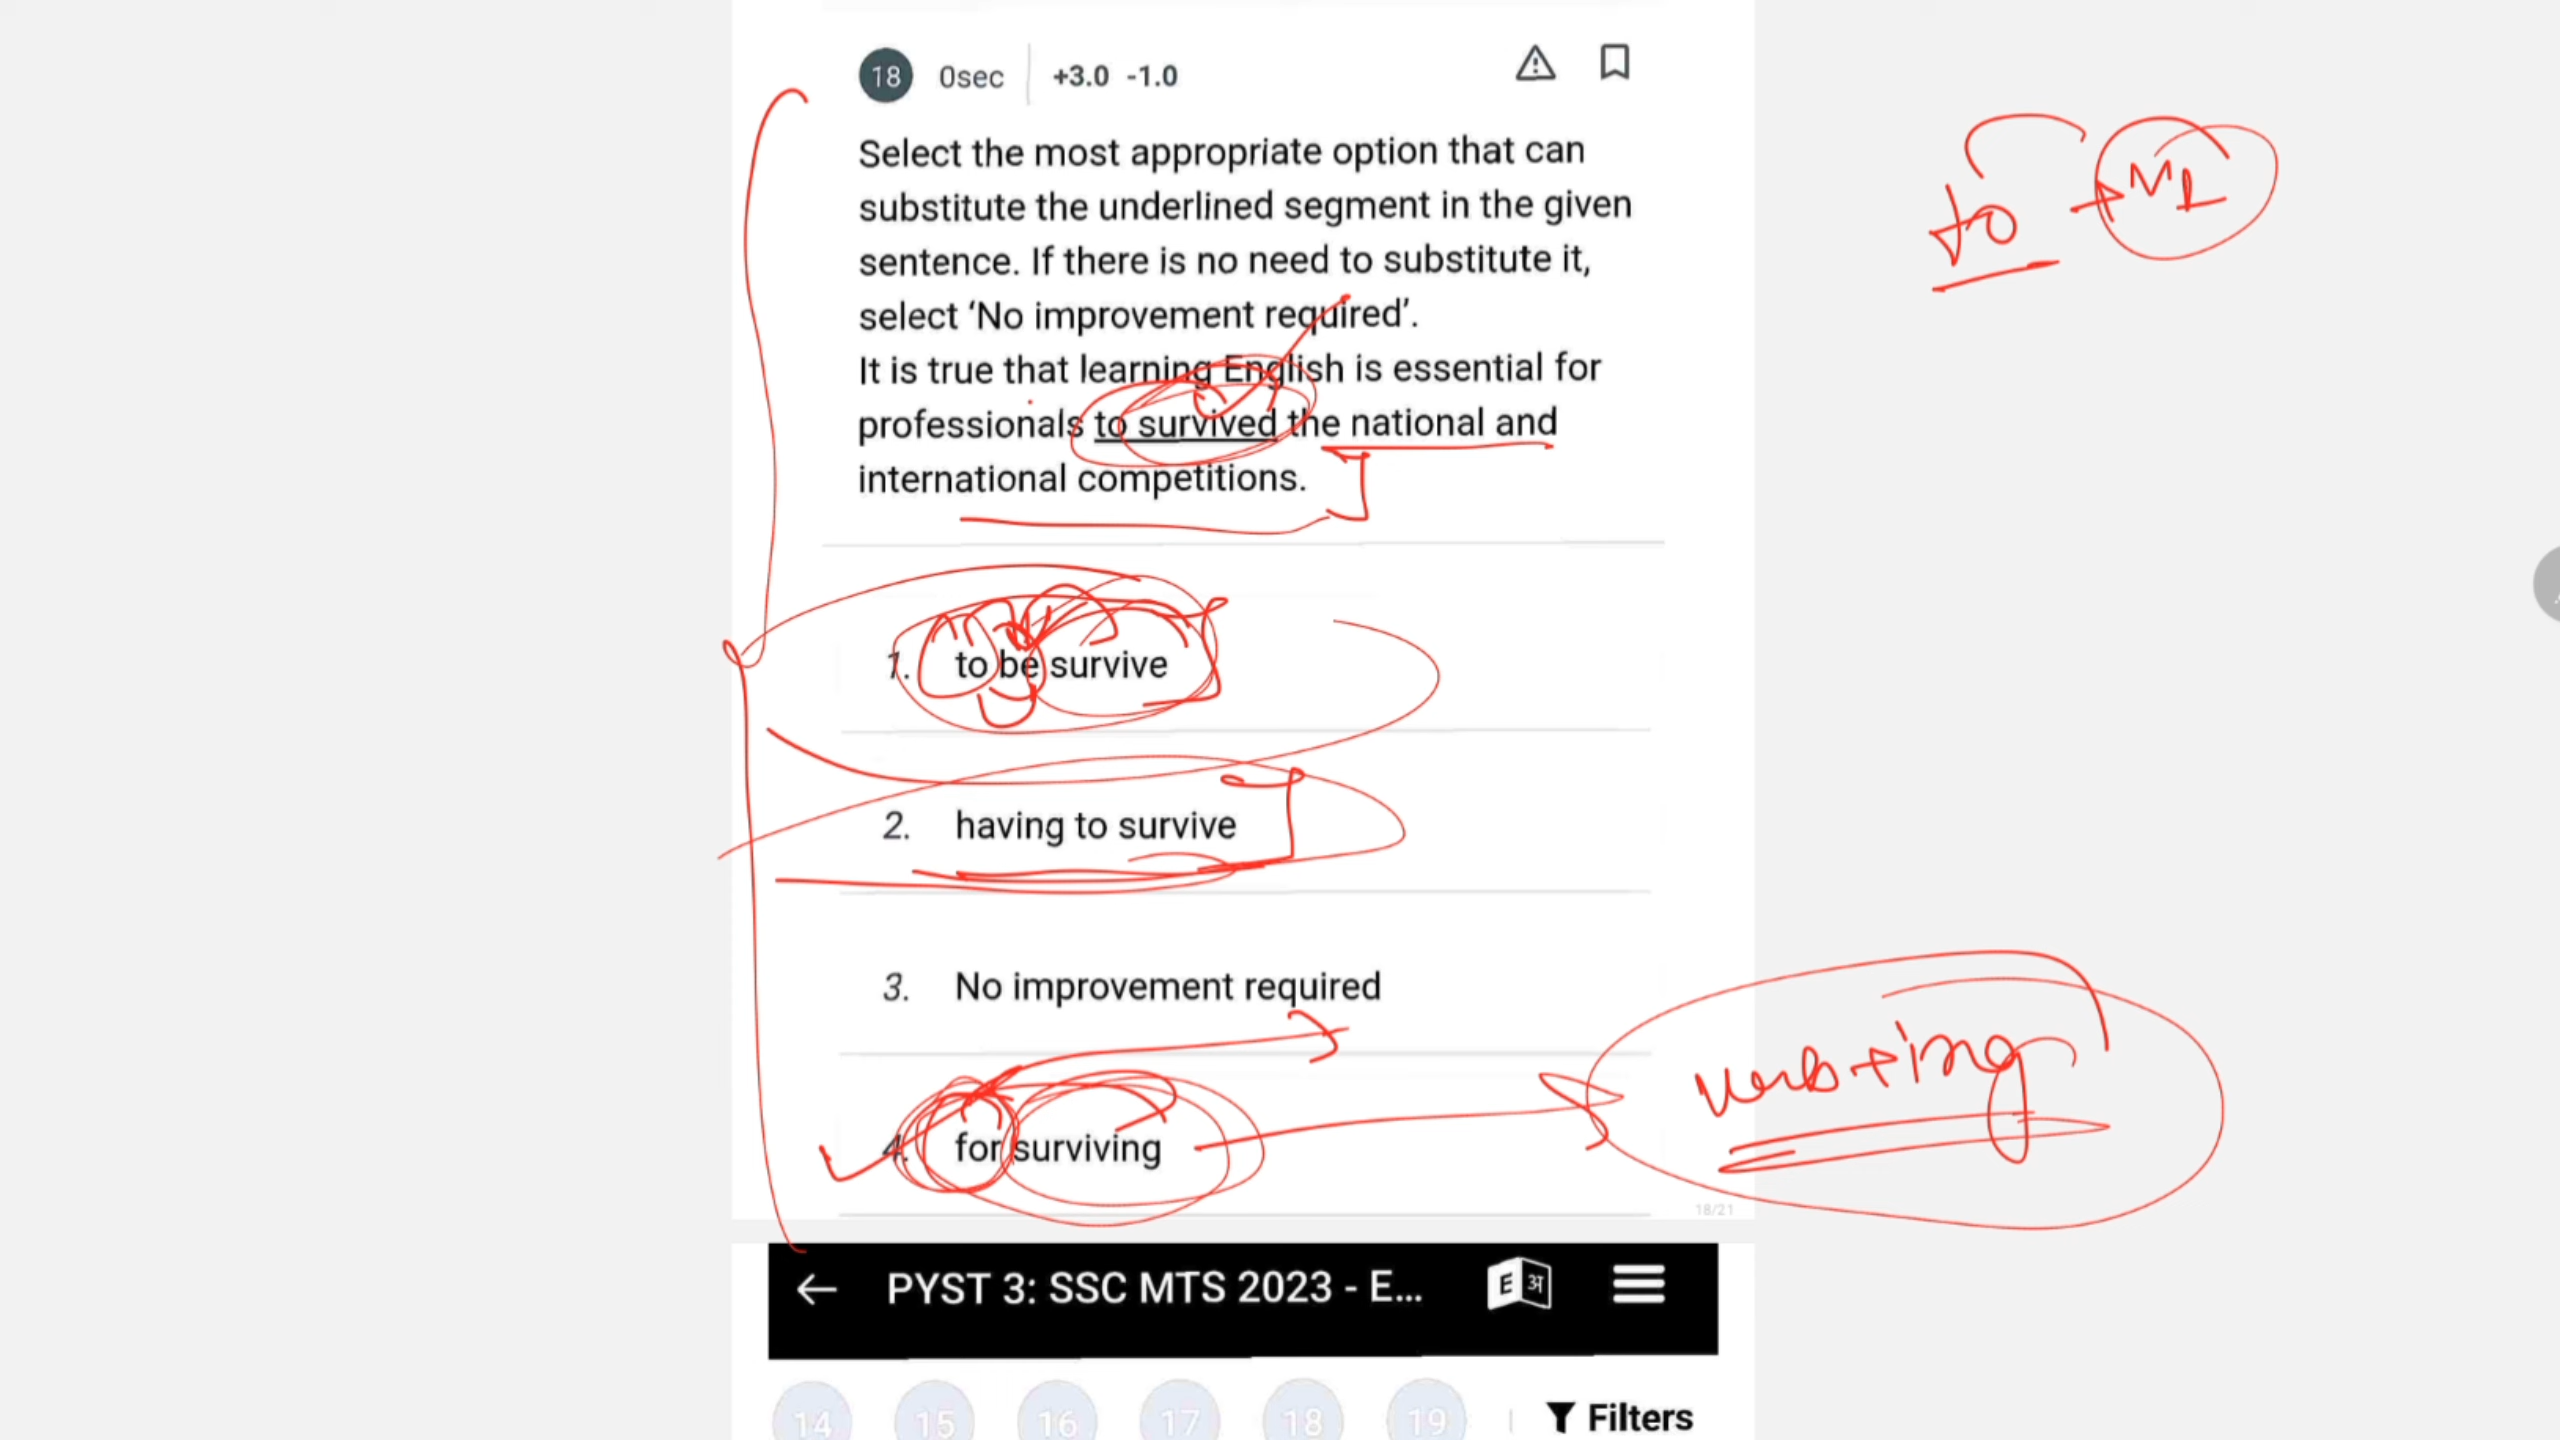 18 0sec +3.0 -1.0
Select the most appropriate option that can
substitute the underlined segment in the given
sentence. If there is no need to substitute it,
select ‘No improvement required’.
It is true that learning English is essential for
professionals to survived the national and
international competitions.
to + V1
1. to be survive
2. having to survive
3. No improvement required
4. for surviving
verb+ing
18/21
PYST 3: SSC MTS 2023 - E... E अ
14 15 16 17 18 19 Filters